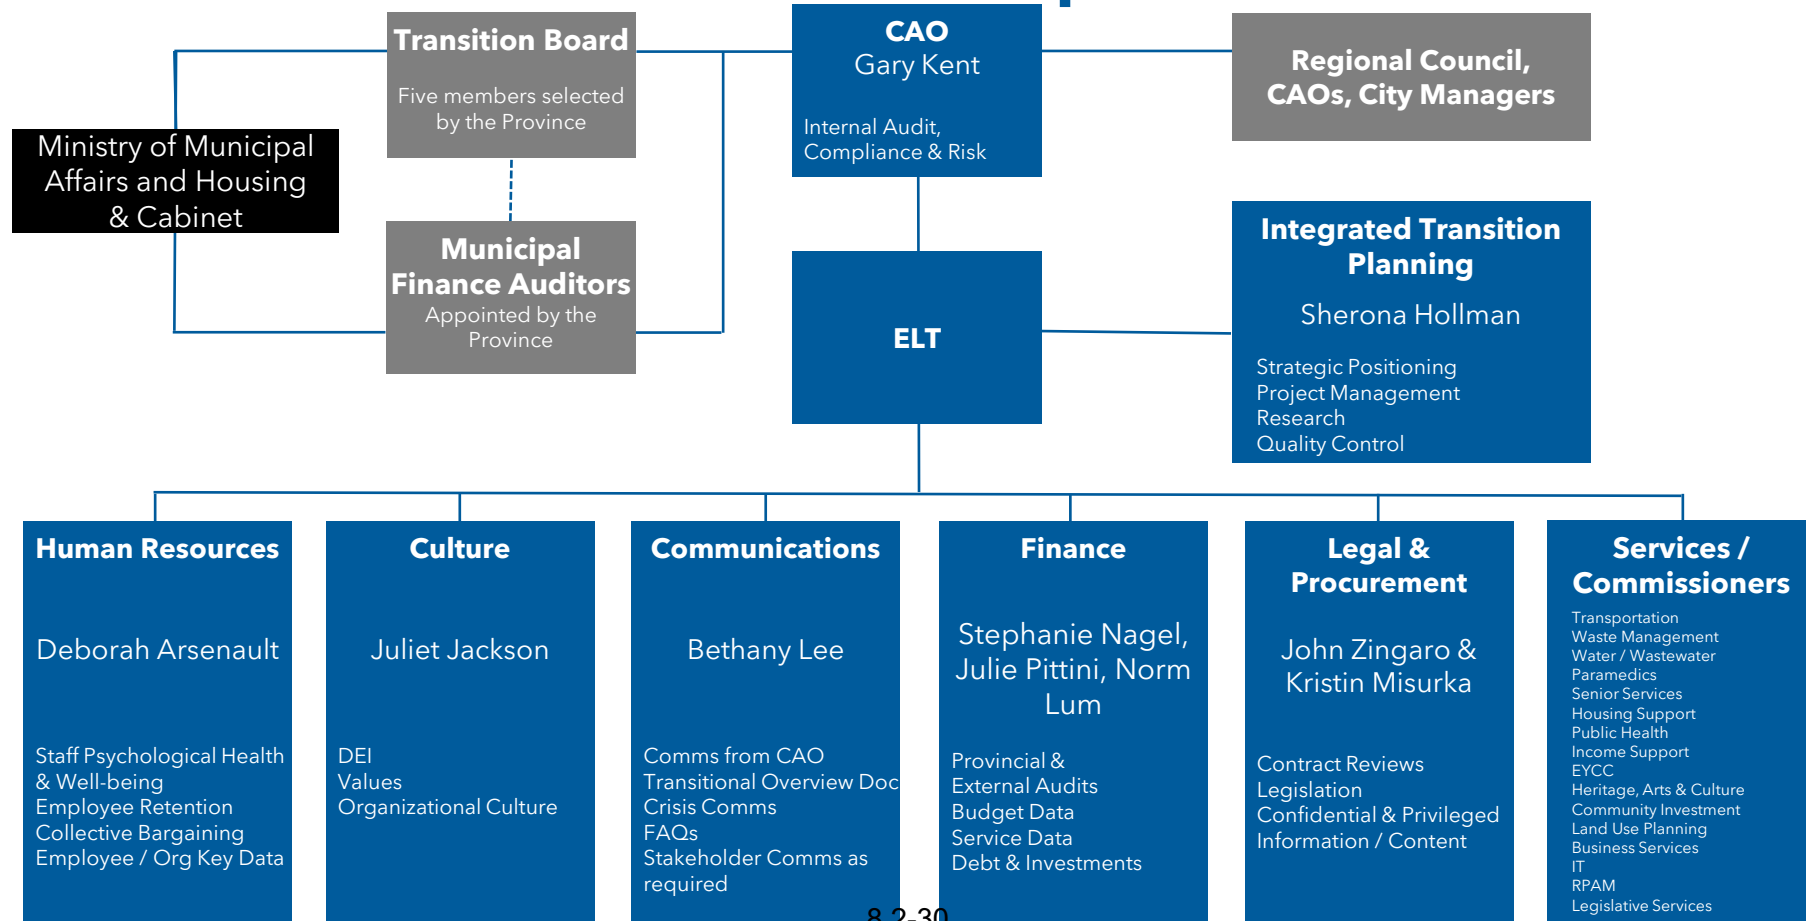 Transition Board
Five members selected
by the Province
CAO
Gary Kent
Internal Audit,
Compliance & Risk
Regional Council,
CAOs, City Managers
Ministry of Municipal
Affairs and Housing
& Cabinet
Municipal
Finance Auditors
Appointed by the
Province
ELT
Integrated Transition
Planning
Sherona Hollman
Strategic Positioning
Project Management
Research
Quality Control
Human Resources
Deborah Arsenault
Staff Psychological Health
& Well-being
Employee Retention
Collective Bargaining
Employee / Org Key Data
Culture
Juliet Jackson
DEI
Values
Organizational Culture
Communications
Bethany Lee
Comms from CAO
Transitional Overview Doc
Crisis Comms
FAQs
Stakeholder Comms as
required
Finance
Stephanie Nagel,
Julie Pittini, Norm
Lum
Provincial &
External Audits
Budget Data
Service Data
Debt & Investments
Legal &
Procurement
John Zingaro &
Kristin Misurka
Contract Reviews
Legislation
Confidential & Privileged
Information / Content
Services /
Commissioners
Transportation
Waste Management
Water / Wastewater
Paramedics
Senior Services
Housing Support
Public Health
Income Support
EYCC
Heritage, Arts & Culture
Community Investment
Land Use Planning
Business Services
IT
RPAM
Legislative Services
8.2-30